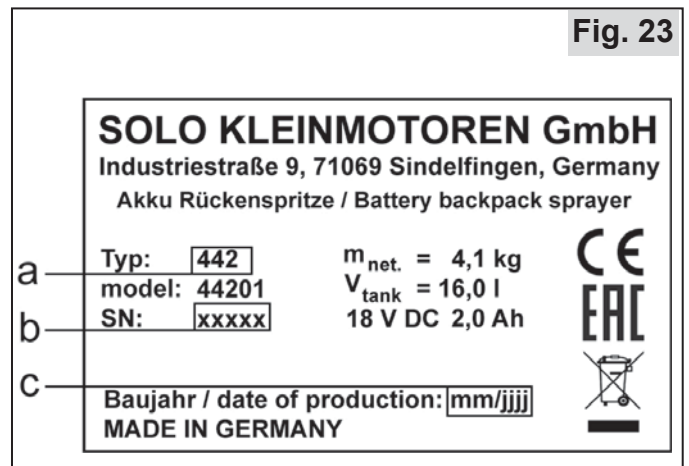 Fig. 23
SOLO KLEINMOTOREN GmbH
Industriestraße 9, 71069 Sindelfingen, Germany
Akku Rückenspritze / Battery backpack sprayer
a
Typ: 442
m net. = 4,1 kg
CE
model: 44201
V tank = 16,0 l
EAC
b
SN: xxxxx
18 V DC 2,0 Ah
c
Baujahr / date of production: mm/jjjj
MADE IN GERMANY